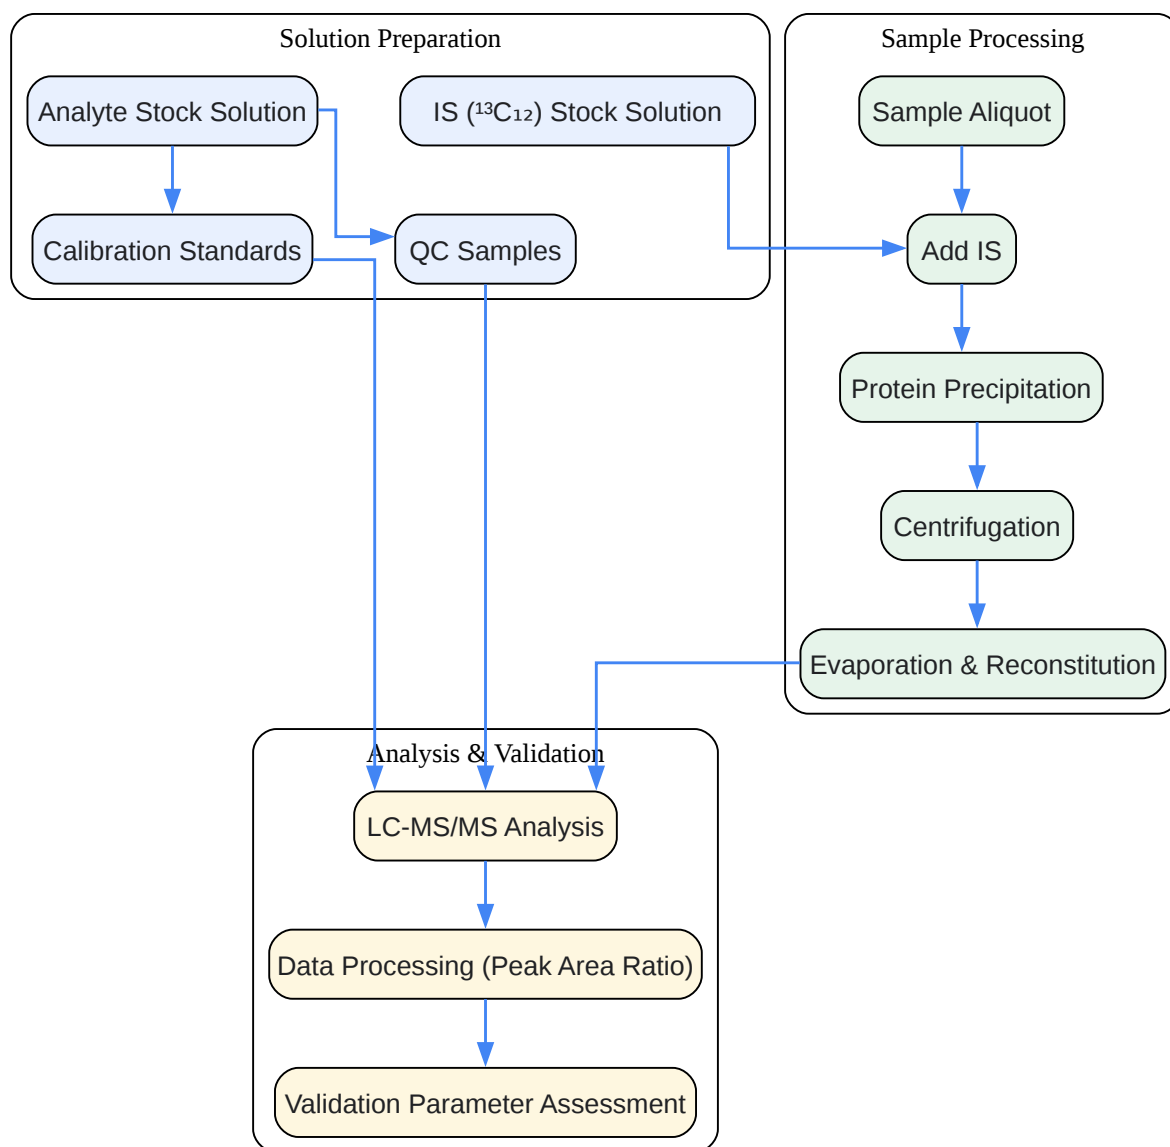 Solution Preparation
Analyte Stock Solution
IS (¹³C₁₂) Stock Solution
Calibration Standards
QC Samples
Sample Processing
Sample Aliquot
Add IS
Protein Precipitation
Centrifugation
Evaporation & Reconstitution
Analysis & Validation
LC-MS/MS Analysis
Data Processing (Peak Area Ratio)
Validation Parameter Assessment